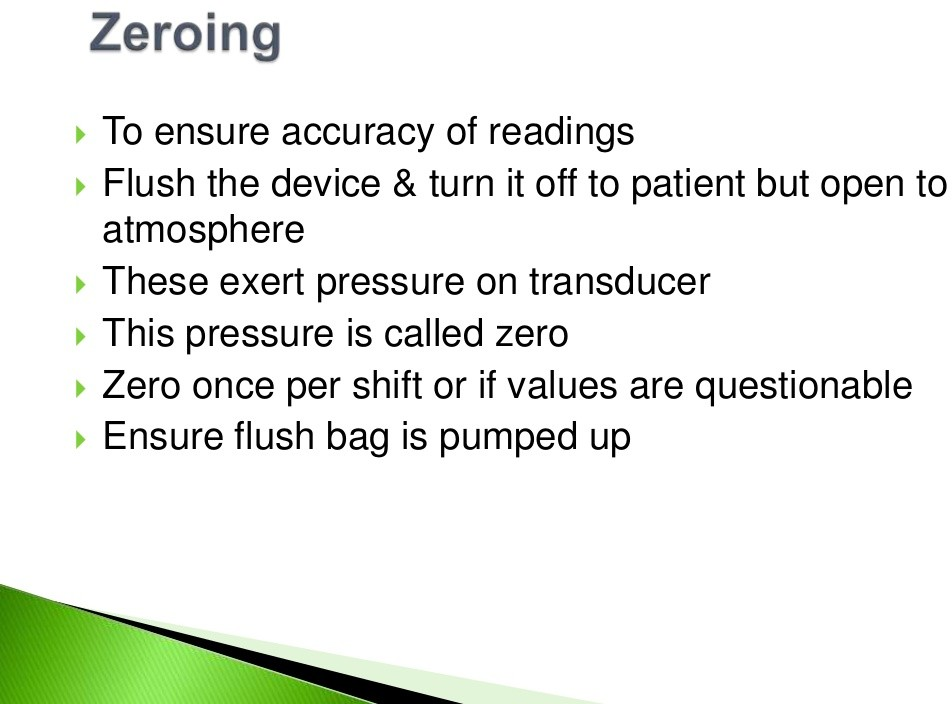 Zeroing
To ensure accuracy of readings
Flush the device & turn it off to patient but open to
atmosphere
These exert pressure on transducer
This pressure is called zero
Zero once per shift or if values are questionable
Ensure flush bag is pumped up